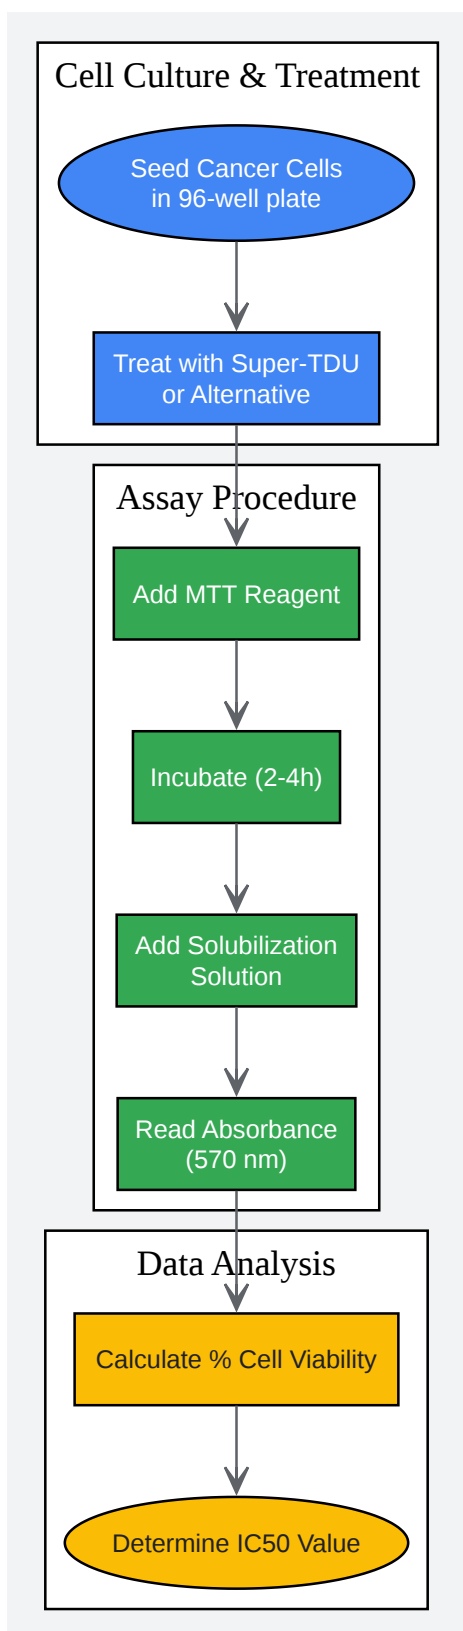 Cell Culture & Treatment
Seed Cancer Cells
in 96-well plate
Treat with Super-TDU
or Alternative
Assay Procedure
Add MTT Reagent
Incubate (2-4h)
Add Solubilization
Solution
Read Absorbance
(570 nm)
Data Analysis
Calculate % Cell Viability
Determine IC50 Value